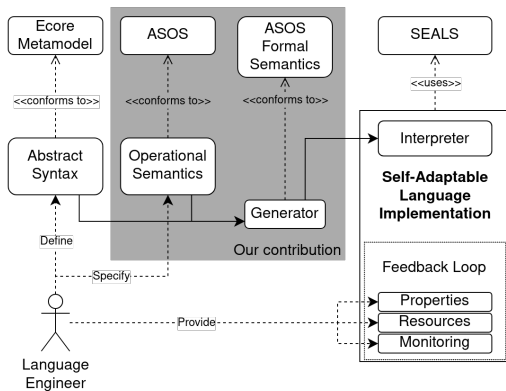 Ecore
Metamodel
ASOS
ASOS
Formal
Semantics
SEALS
<<conforms to>>
<<conforms to>>
<<conforms to>>
<<uses>>
Abstract
Syntax
Operational
Semantics
Interpreter
Generator
Self-Adaptable
Language
Implementation
Define
Our contribution
Specify
Feedback Loop
Properties
Provide
Resources
Monitoring
Language
Engineer